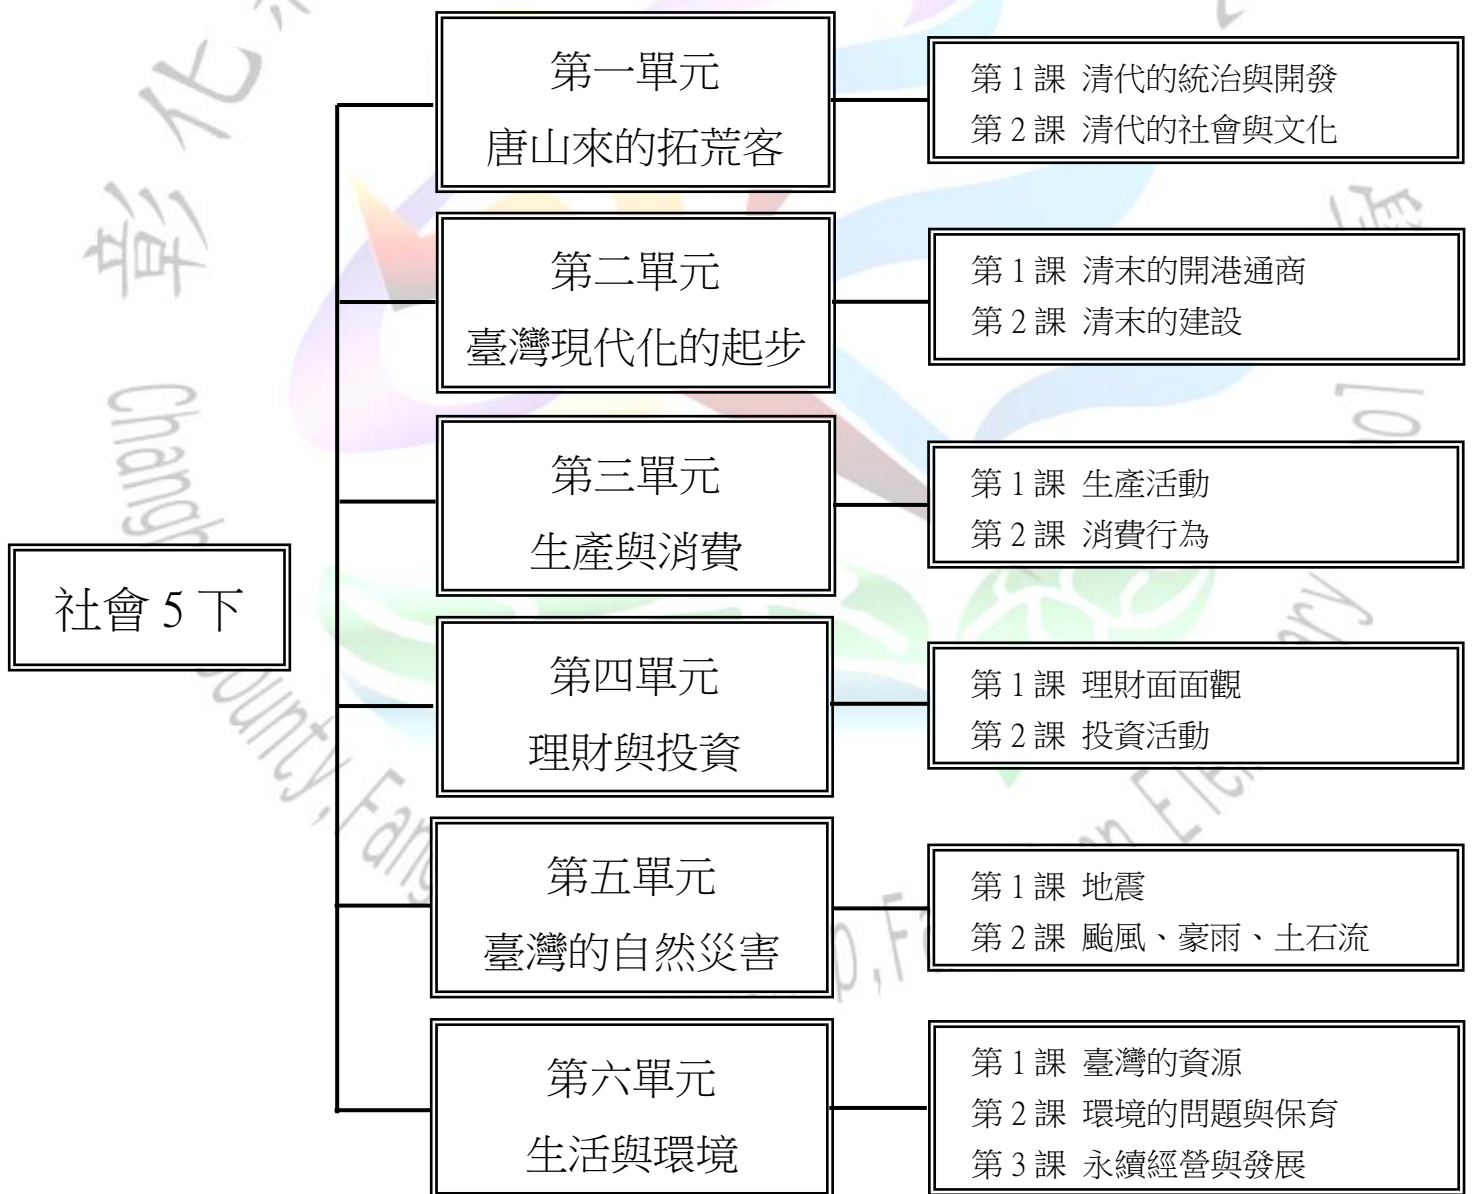 社會 5 下
第一單元
唐山來的拓荒客
第 1 課 清代的統治與開發
第 2 課 清代的社會與文化
第二單元
臺灣現代化的起步
第 1 課 清末的開港通商
第 2 課 清末的建設
第三單元
生產與消費
第 1 課 生產活動
第 2 課 消費行為
第四單元
理財與投資
第 1 課 理財面面觀
第 2 課 投資活動
第五單元
臺灣的自然災害
第 1 課 地震
第 2 課 颱風、豪雨、土石流
第六單元
生活與環境
第 1 課 臺灣的資源
第 2 課 環境的問題與保育
第 3 課 永續經營與發展
彰化